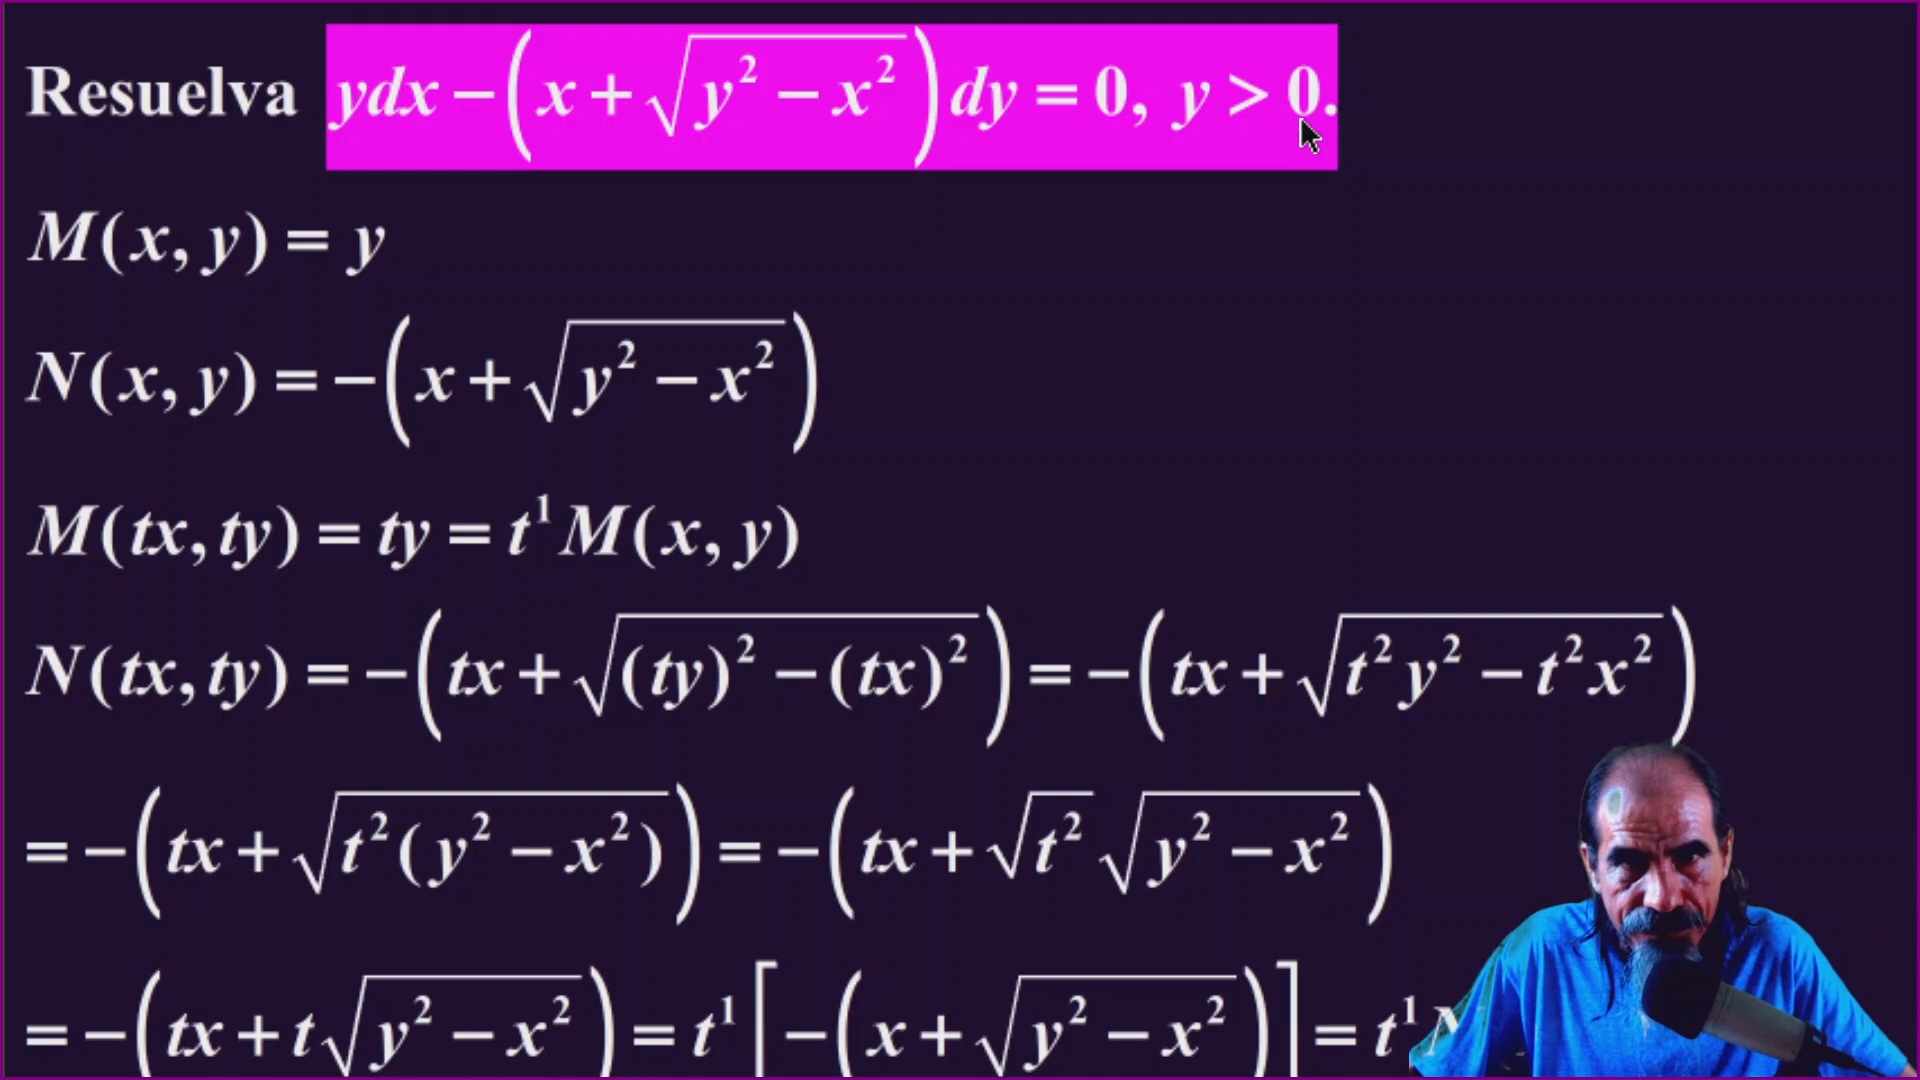 Resuelva ydx − (x + √(y² − x²)) dy = 0, y > 0.
M(x, y) = y
N(x, y) = −(x + √(y² − x²))
M(tx, ty) = ty = t¹M(x, y)
N(tx, ty) = −(tx + √((ty)² − (tx)²)) = −(tx + √(t²y² − t²x²))
= −(tx + √(t²(y² − x²))) = −(tx + √t² √(y² − x²))
= −(tx + t√(y² − x²)) = t¹[−(x + √(y² − x²))] = t¹